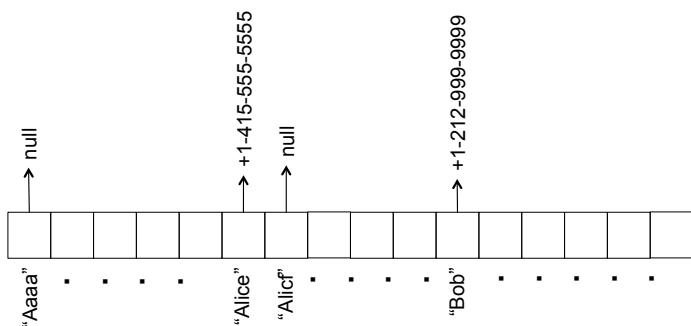 “Aaaa” null
“Alice” +1-415-555-5555
“Alicf” null
“Bob” +1-212-999-9999